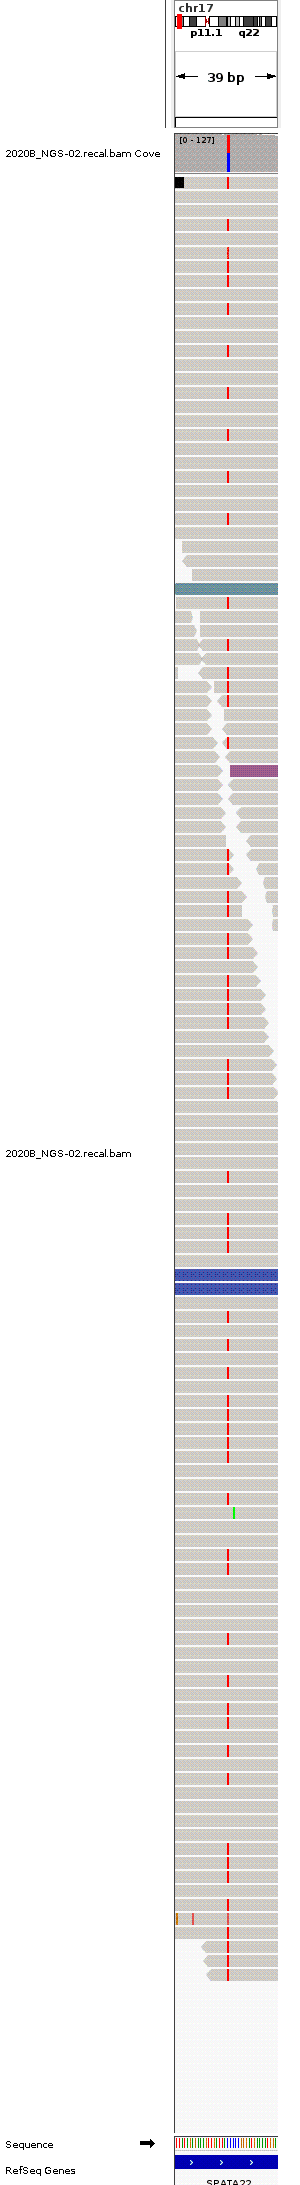 chr17
p11.1 q22
39 bp
[0 - 127]
2020B_NGS-02.recal.bam Cove
2020B_NGS-02.recal.bam
Sequence
RefSeq Genes
SPATA22